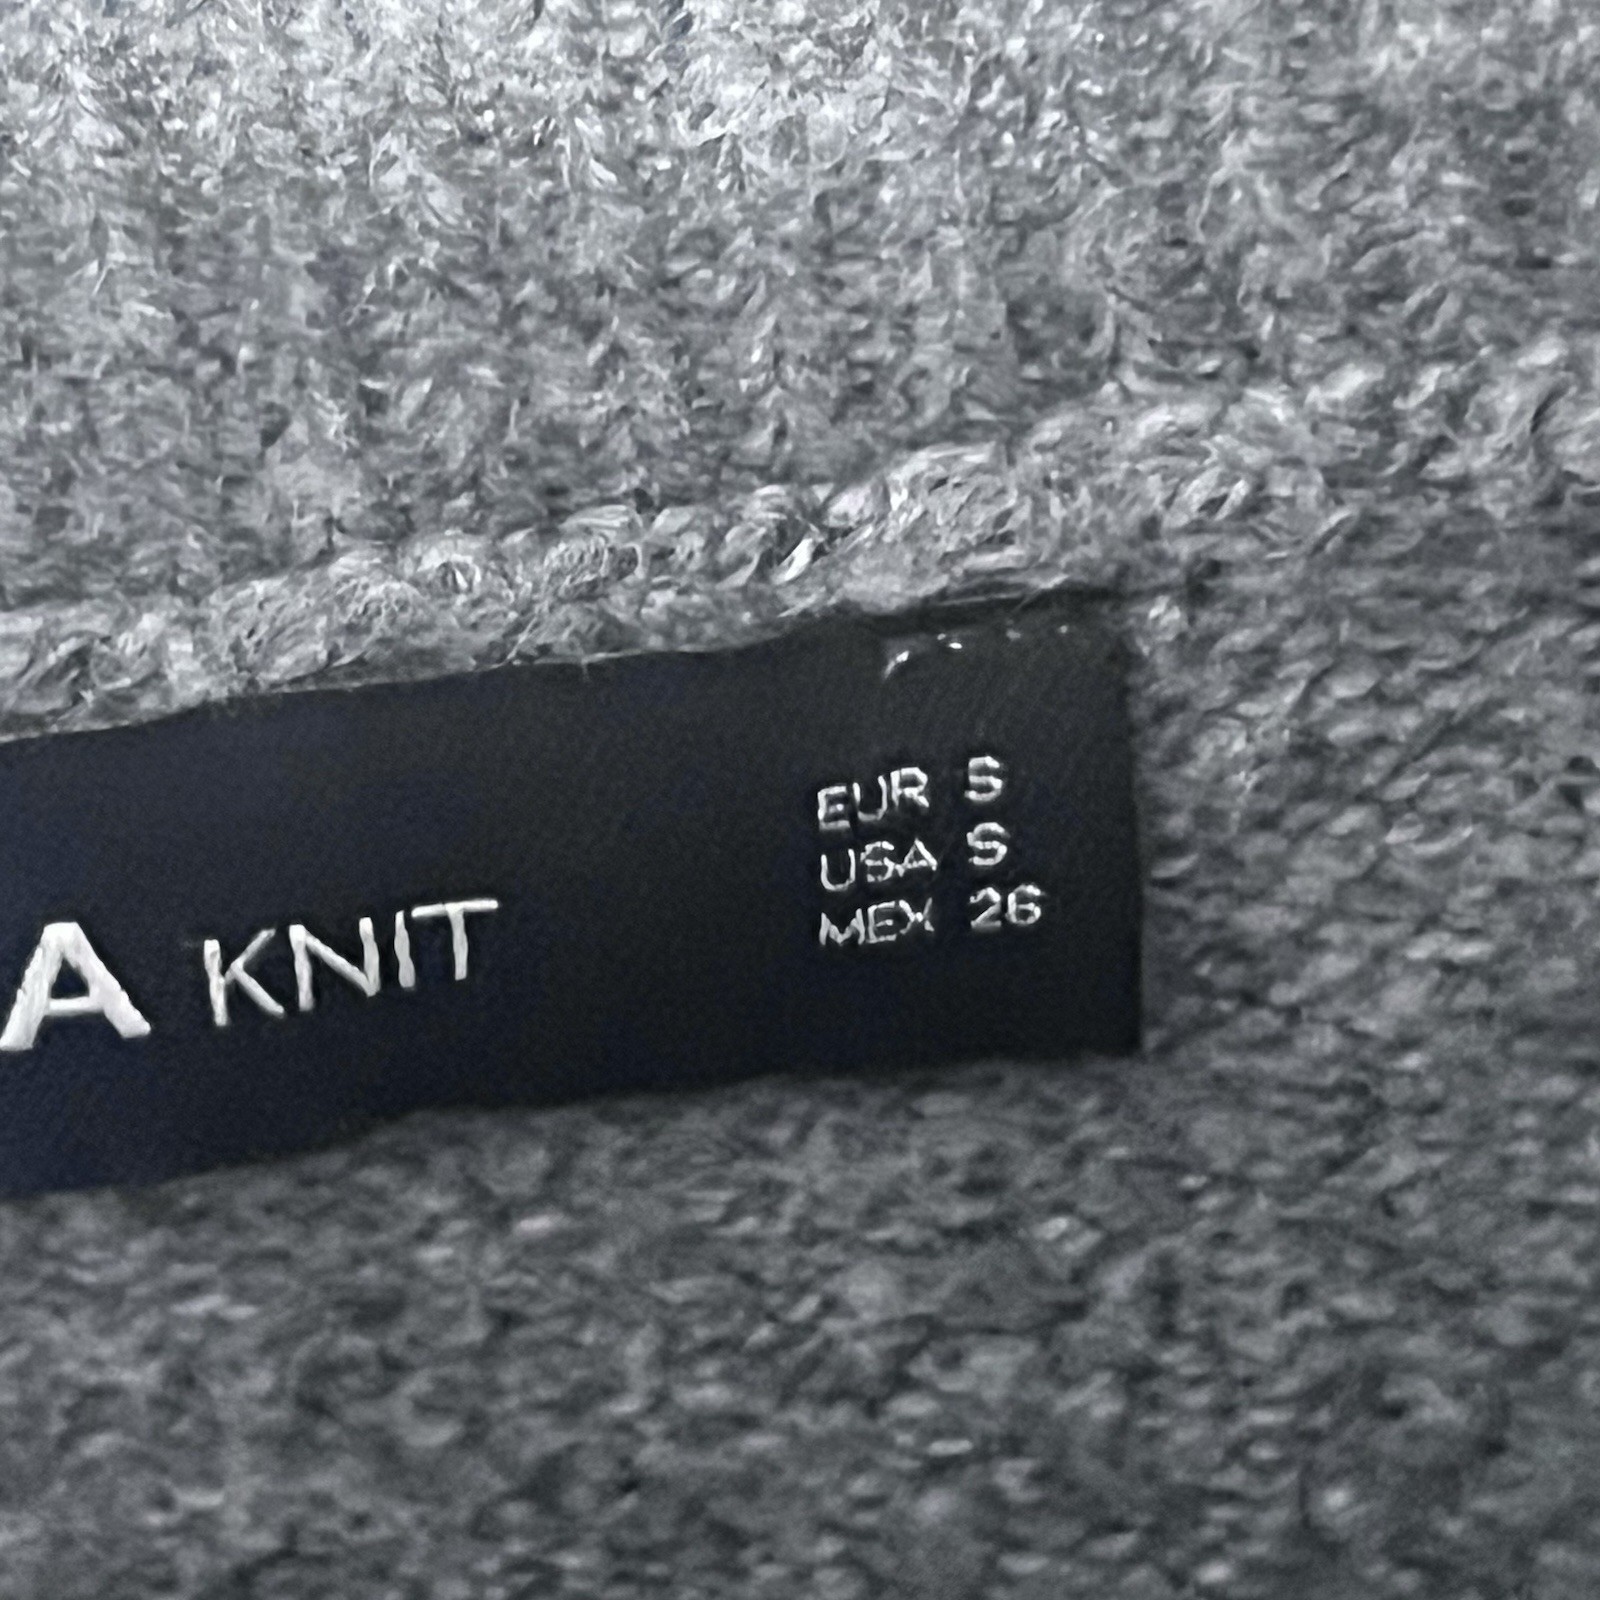 A KNIT
EUR S
USA S
MEX 26